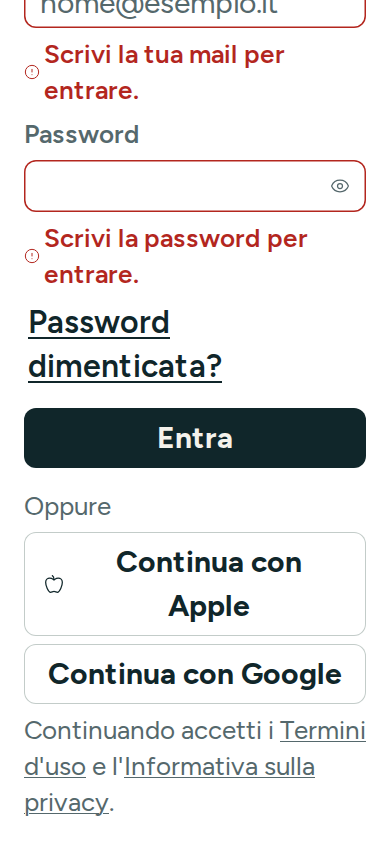 nome@esempio.it
Scrivi la tua mail per
entrare.
Password
Scrivi la password per
entrare.
Password
dimenticata?
Entra
Oppure
Continua con
Apple
Continua con Google
Continuando accetti i Termini
d'uso e l'Informativa sulla
privacy.